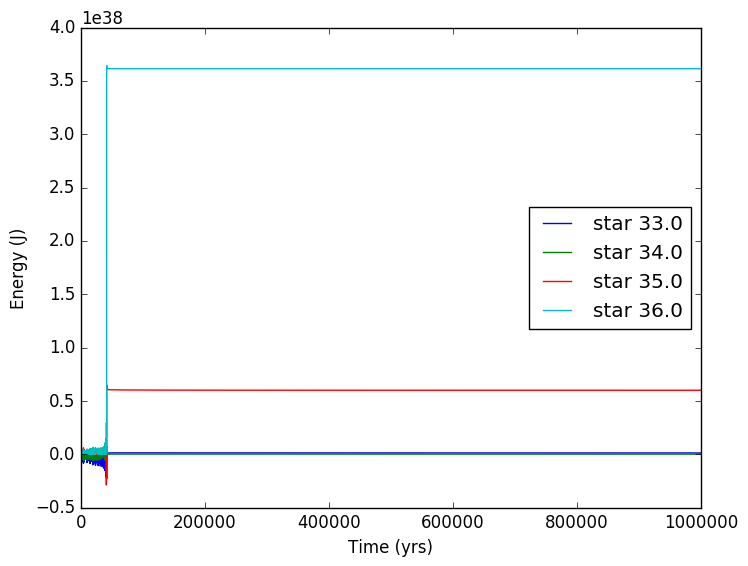 1e38
4.0
3.5
3.0
2.5
2.0
1.5
1.0
0.5
0.0
−0.5
Energy (J)
star 33.0
star 34.0
star 35.0
star 36.0
0 200000 400000 600000 800000 1000000
Time (yrs)